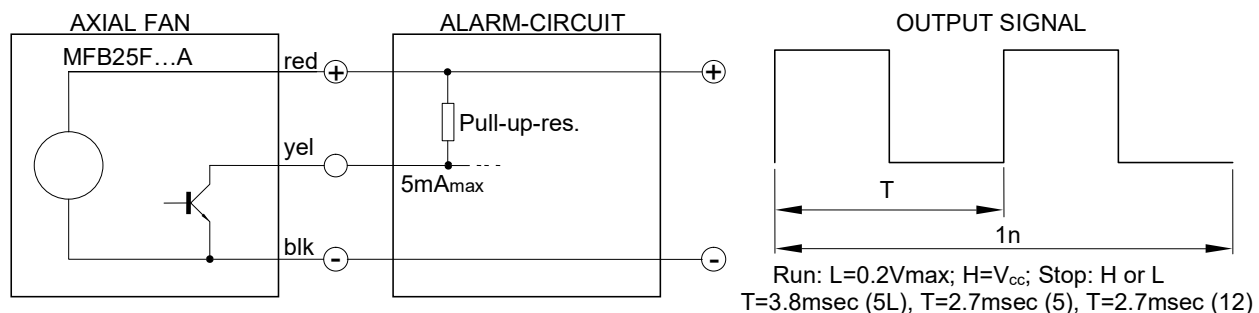 AXIAL FAN
ALARM-CIRCUIT
OUTPUT SIGNAL
MFB25F…A
red
+
+
Pull-up-res.
yel
5mAmax
T
1n
blk
-
-
Run: L=0.2Vmax; H=Vcc; Stop: H or L
T=3.8msec (5L), T=2.7msec (5), T=2.7msec (12)